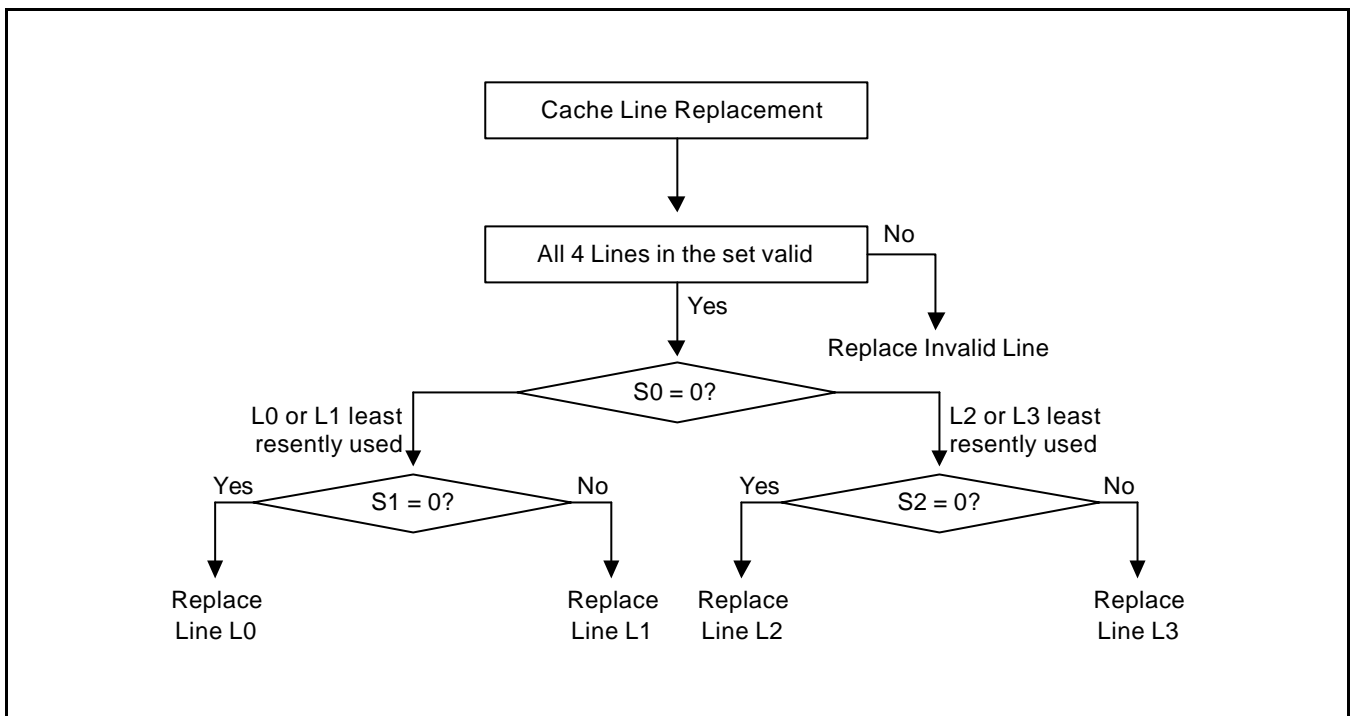 Cache Line Replacement
All 4 Lines in the set valid
No
Yes
Replace Invalid Line
S0 = 0?
L0 or L1 least
resently used
L2 or L3 least
resently used
Yes
S1 = 0?
No
Yes
S2 = 0?
No
Replace
Line L0
Replace
Line L1
Replace
Line L2
Replace
Line L3